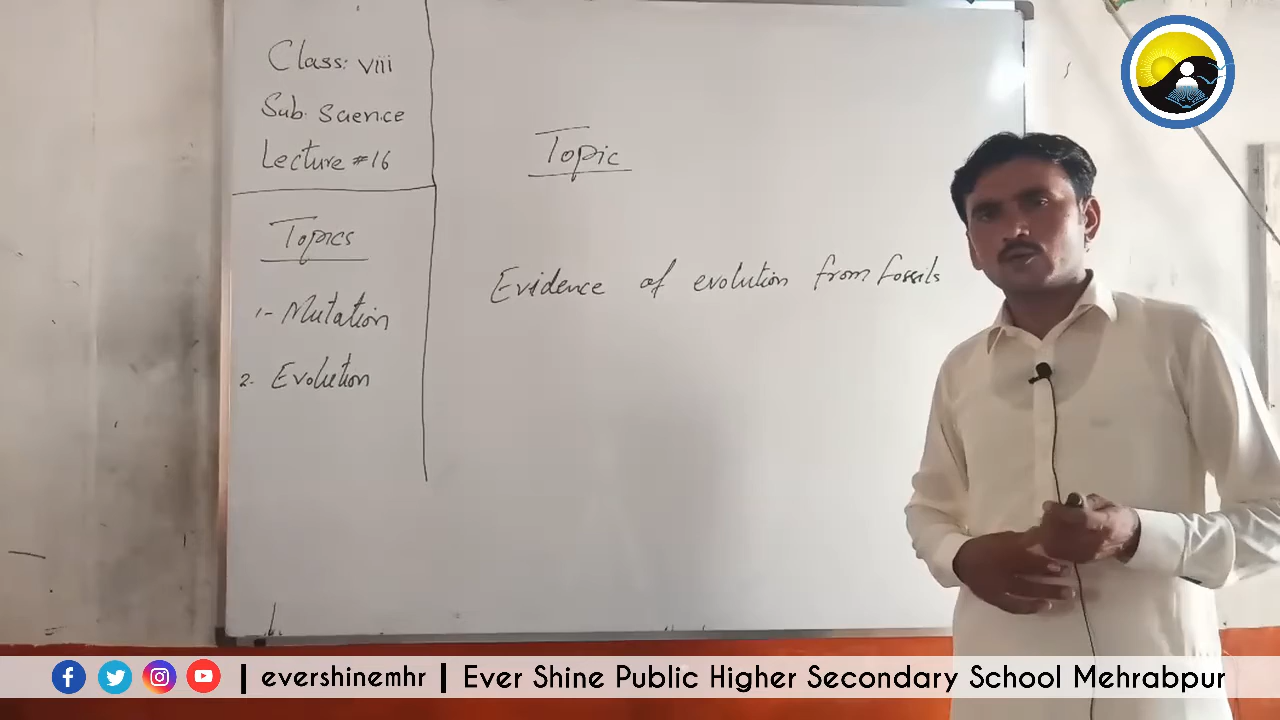 Class: viii
Sub. Science
Lecture #16
Topics
1- Mutation
2. Evolution
Topic
Evidence of evolution from fossils
| evershinemhr | Ever Shine Public Higher Secondary School Mehrabpur